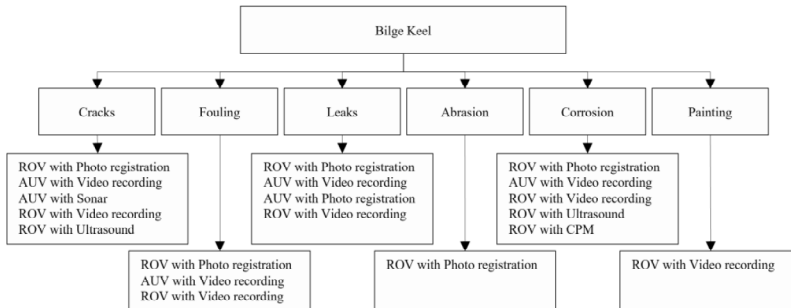 Bilge Keel
Cracks
Fouling
Leaks
Abrasion
Corrosion
Painting
ROV with Photo registration
AUV with Video recording
AUV with Sonar
ROV with Video recording
ROV with Ultrasound
ROV with Photo registration
AUV with Video recording
AUV with Photo registration
ROV with Video recording
ROV with Photo registration
AUV with Video recording
ROV with Video recording
ROV with Ultrasound
ROV with CPM
ROV with Photo registration
AUV with Video recording
ROV with Video recording
ROV with Photo registration
ROV with Video recording